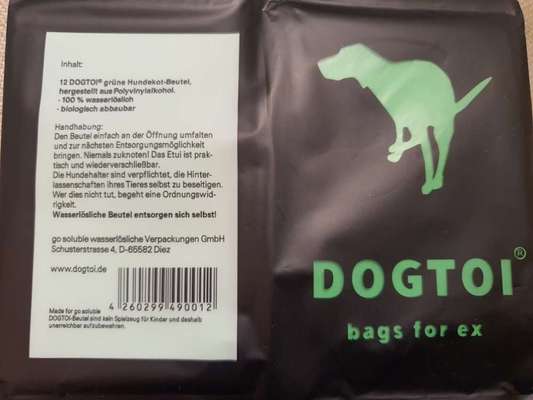 Inhalt:
12 DOGTOI® grüne Hundekot-Beutel,
hergestellt aus Polyvinylalkohol.
- 100 % wasserlöslich
- biologisch abbaubar
Handhabung:
Den Beutel einfach an der Öffnung umfalten
und zur nächsten Entsorgungsmöglichkeit
bringen. Niemals zuknoten! Das Etui ist prak-
tisch und wiederverschließbar.
Die Hundehalter sind verpflichtet, die Hinter-
lassenschaften ihres Tieres selbst zu beseitigen.
Wer dies nicht tut, begeht eine Ordnungswid-
rigkeit.
Wasserlösliche Beutel entsorgen sich selbst!
go soluble wasserlösliche Verpackungen GmbH
Schusterstrasse 4, D-65582 Diez
www.dogtoi.de
4 260299 490012
Made for go soluble
DOGTOI-Beutel sind kein Spielzeug für Kinder und deshalb
unerreichbar aufzubewahren.
DOGTOI®
bags for ex